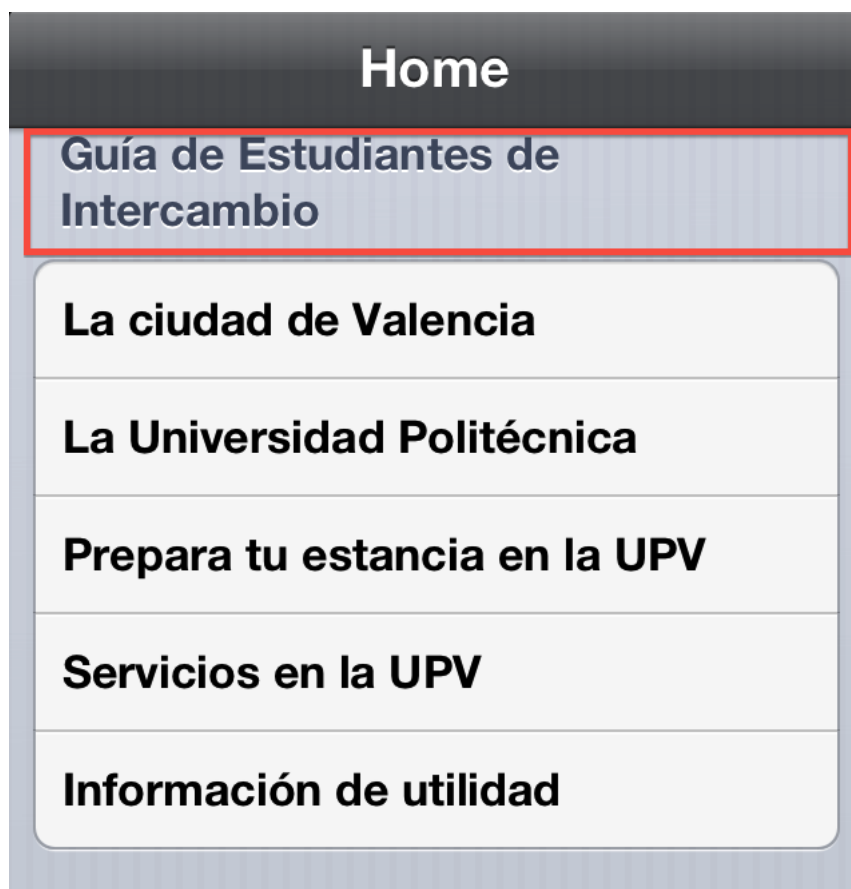 Home
Guía de Estudiantes de
Intercambio
La ciudad de Valencia
La Universidad Politécnica
Prepara tu estancia en la UPV
Servicios en la UPV
Información de utilidad